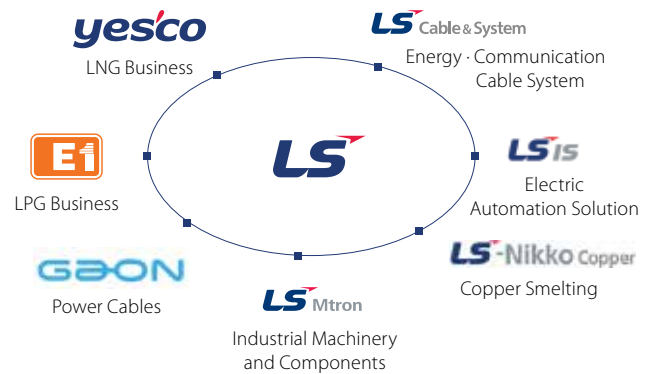 yesco
LNG Business
LS Cable & System
Energy · Communication
Cable System
E1
LPG Business
LS
LS IS
Electric
Automation Solution
GAON
Power Cables
LS Mtron
Industrial Machinery
and Components
LS-Nikko Copper
Copper Smelting